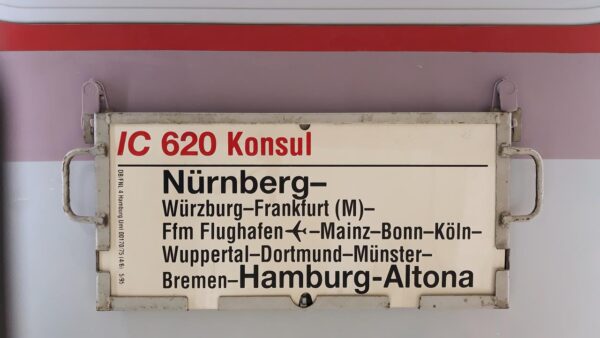 IC 620 Konsul
Nürnberg–
Würzburg–Frankfurt (M)–
Ffm Flughafen ✈–Mainz–Bonn–Köln–
Wuppertal–Dortmund–Münster–
Bremen–Hamburg-Altona